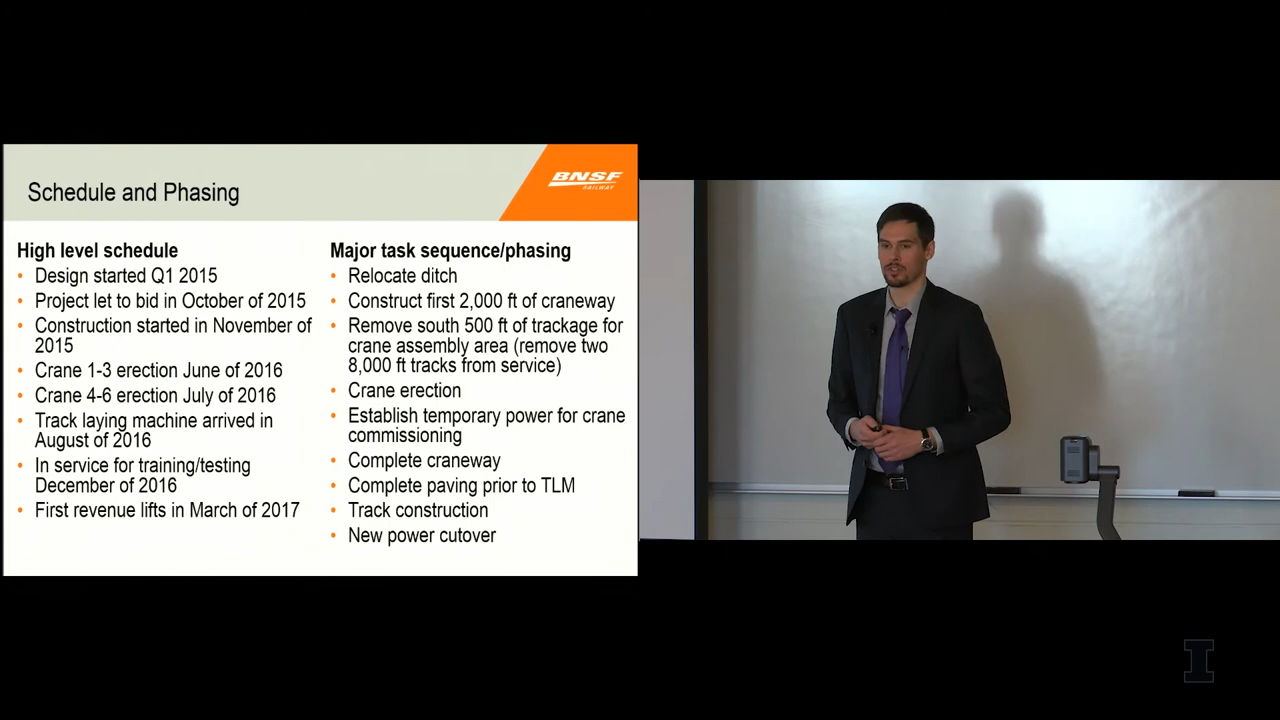 Schedule and Phasing
BNSF
RAILWAY
High level schedule
• Design started Q1 2015
• Project let to bid in October of 2015
• Construction started in November of
2015
• Crane 1-3 erection June of 2016
• Crane 4-6 erection July of 2016
• Track laying machine arrived in
August of 2016
• In service for training/testing
December of 2016
• First revenue lifts in March of 2017
Major task sequence/phasing
• Relocate ditch
• Construct first 2,000 ft of craneway
• Remove south 500 ft of trackage for
crane assembly area (remove two
8,000 ft tracks from service)
• Crane erection
• Establish temporary power for crane
commissioning
• Complete craneway
• Complete paving prior to TLM
• Track construction
• New power cutover
I